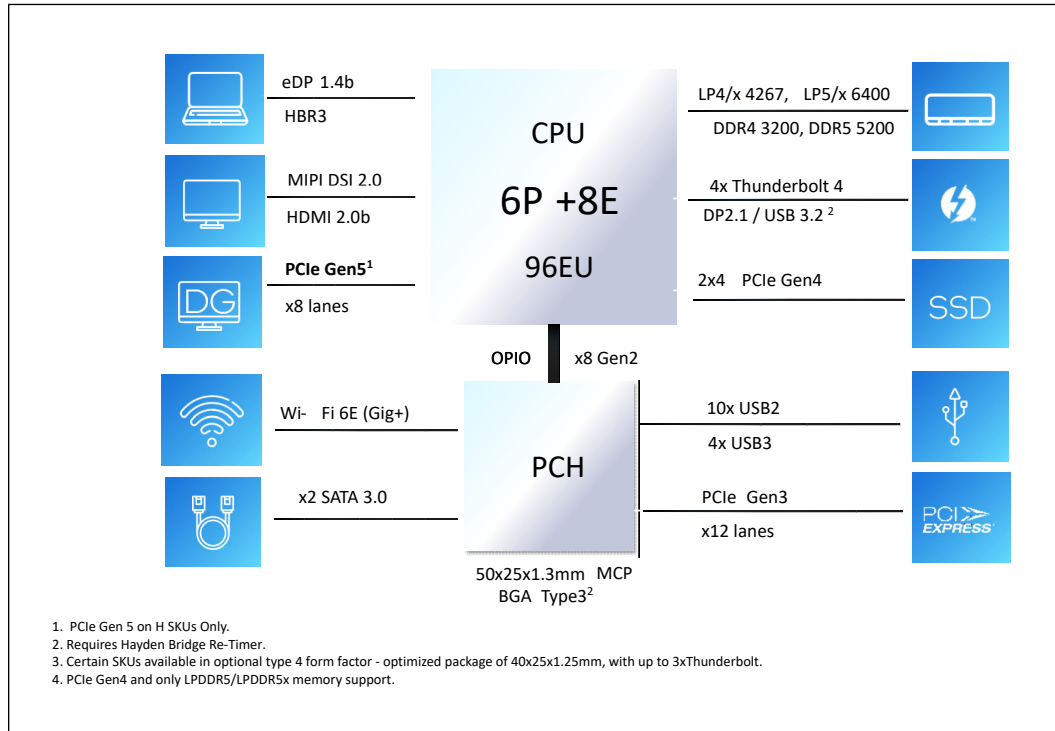 eDP 1.4b
HBR3
MIPI DSI 2.0
HDMI 2.0b
PCIe Gen5¹
DG
x8 lanes
CPU
6P +8E
96EU
LP4/x 4267, LP5/x 6400
DDR4 3200, DDR5 5200
4x Thunderbolt 4
DP2.1 / USB 3.2 ²
2x4 PCIe Gen4
SSD
OPIO x8 Gen2
Wi- Fi 6E (Gig+)
x2 SATA 3.0
PCH
10x USB2
4x USB3
PCIe Gen3
x12 lanes
PCI
EXPRESS®
50x25x1.3mm MCP
BGA Type3²
1. PCIe Gen 5 on H SKUs Only.
2. Requires Hayden Bridge Re-Timer.
3. Certain SKUs available in optional type 4 form factor - optimized package of 40x25x1.25mm, with up to 3xThunderbolt.
4. PCIe Gen4 and only LPDDR5/LPDDR5x memory support.